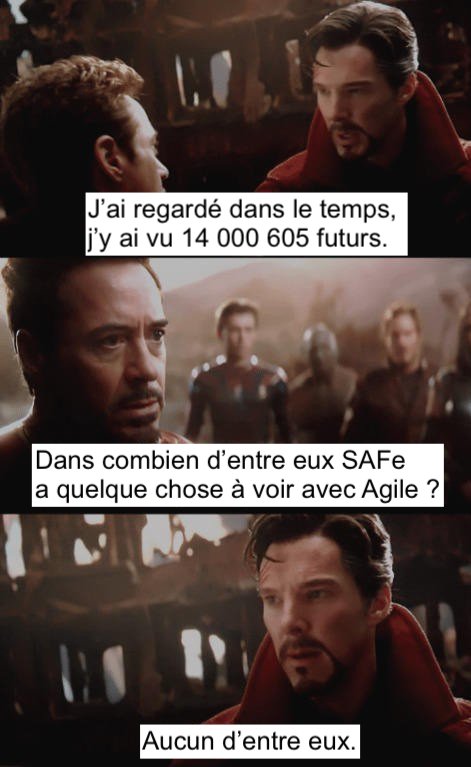 J'ai regardé dans le temps,
j'y ai vu 14 000 605 futurs.
Dans combien d'entre eux SAFe
a quelque chose à voir avec Agile ?
Aucun d'entre eux.